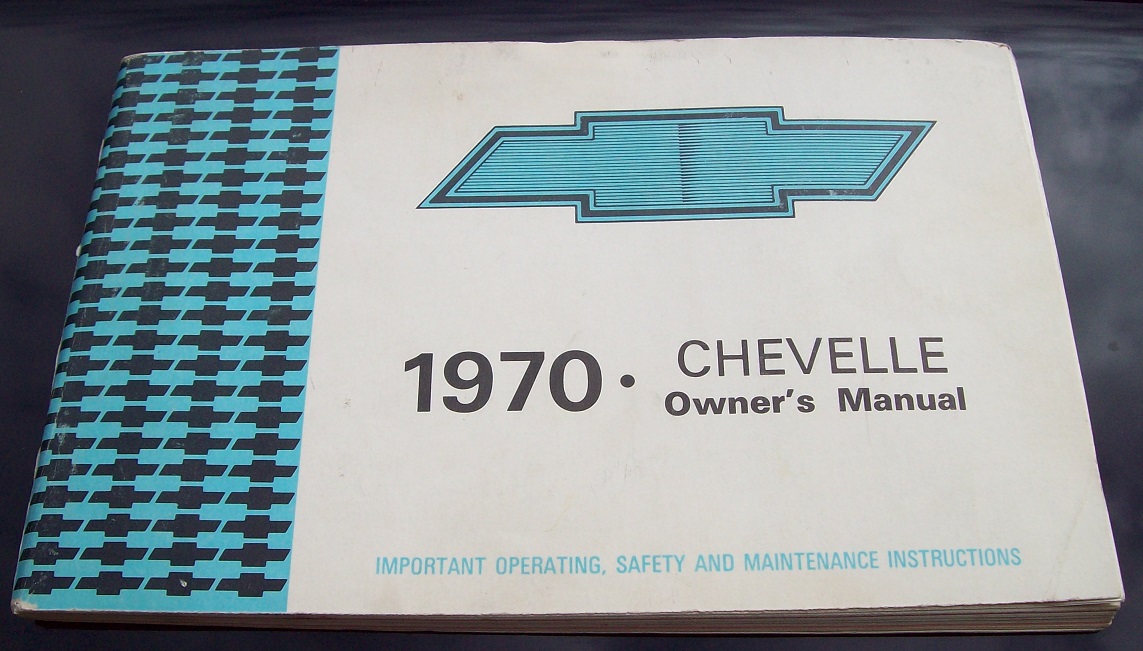 1970 • CHEVELLE
Owner's Manual
IMPORTANT OPERATING, SAFETY AND MAINTENANCE INSTRUCTIONS